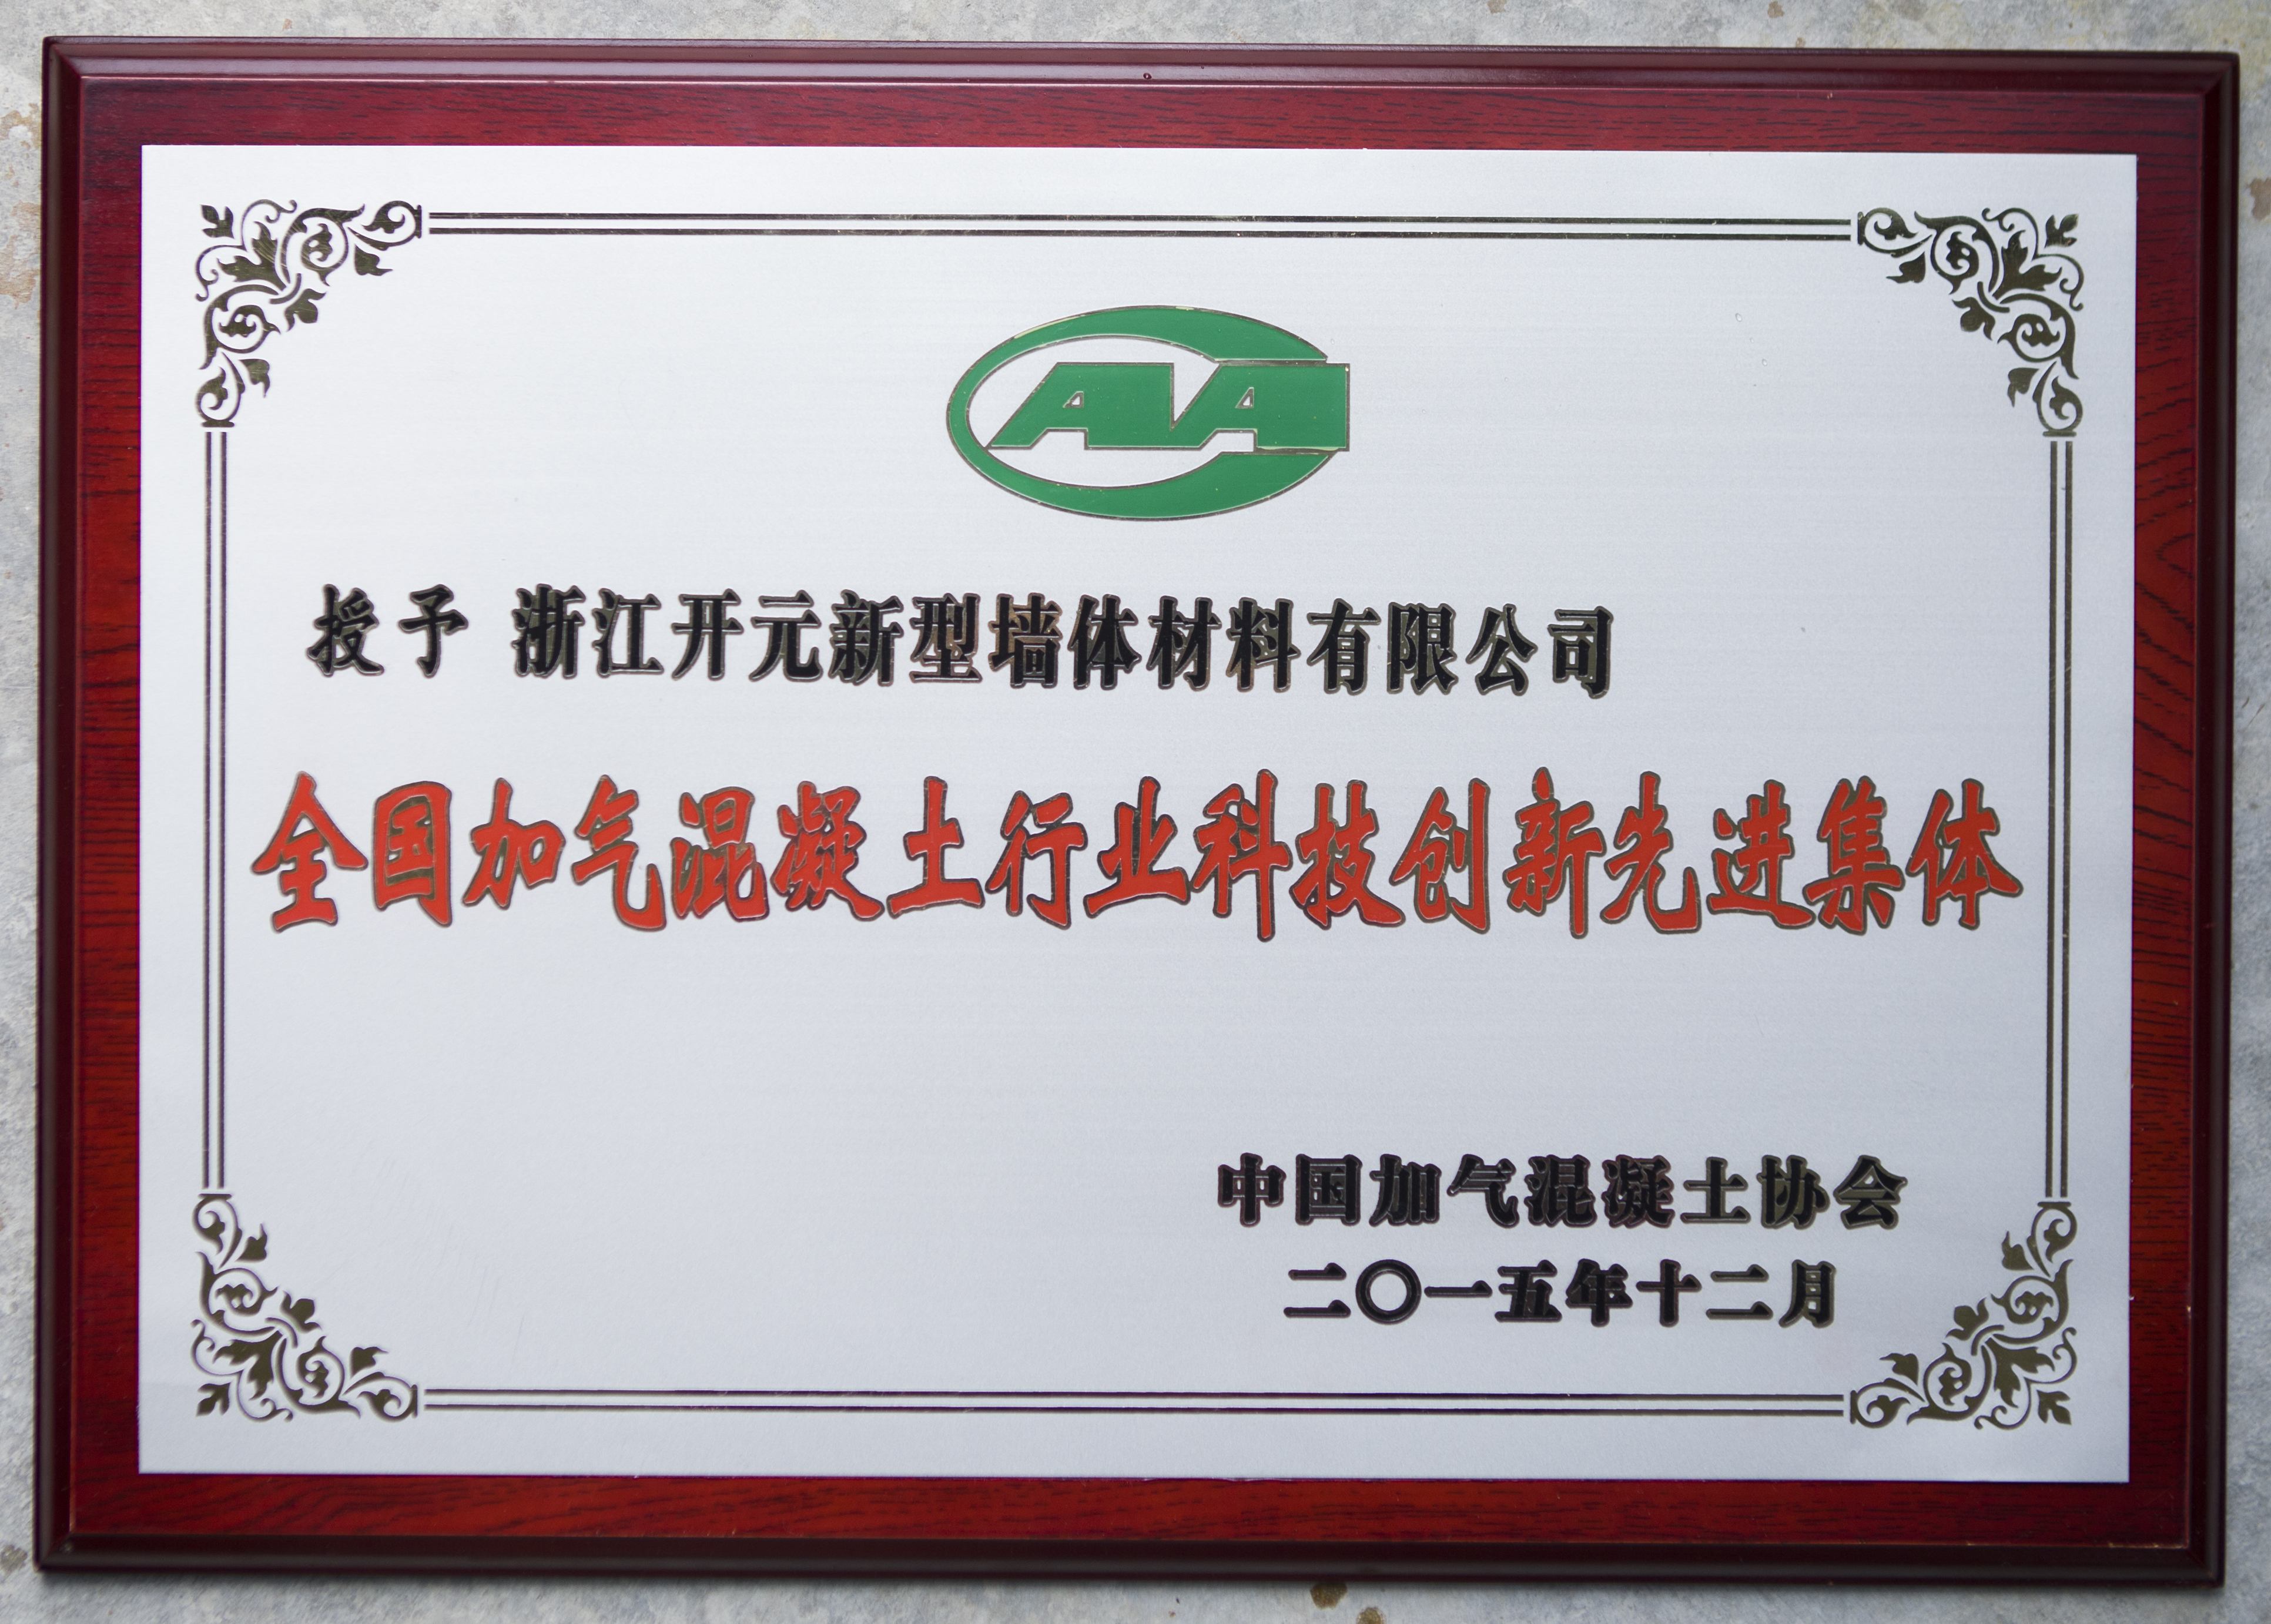 授予 浙江开元新型墙体材料有限公司
全国加气混凝土行业科技创新先进集体
中国加气混凝土协会
二〇一五年十二月